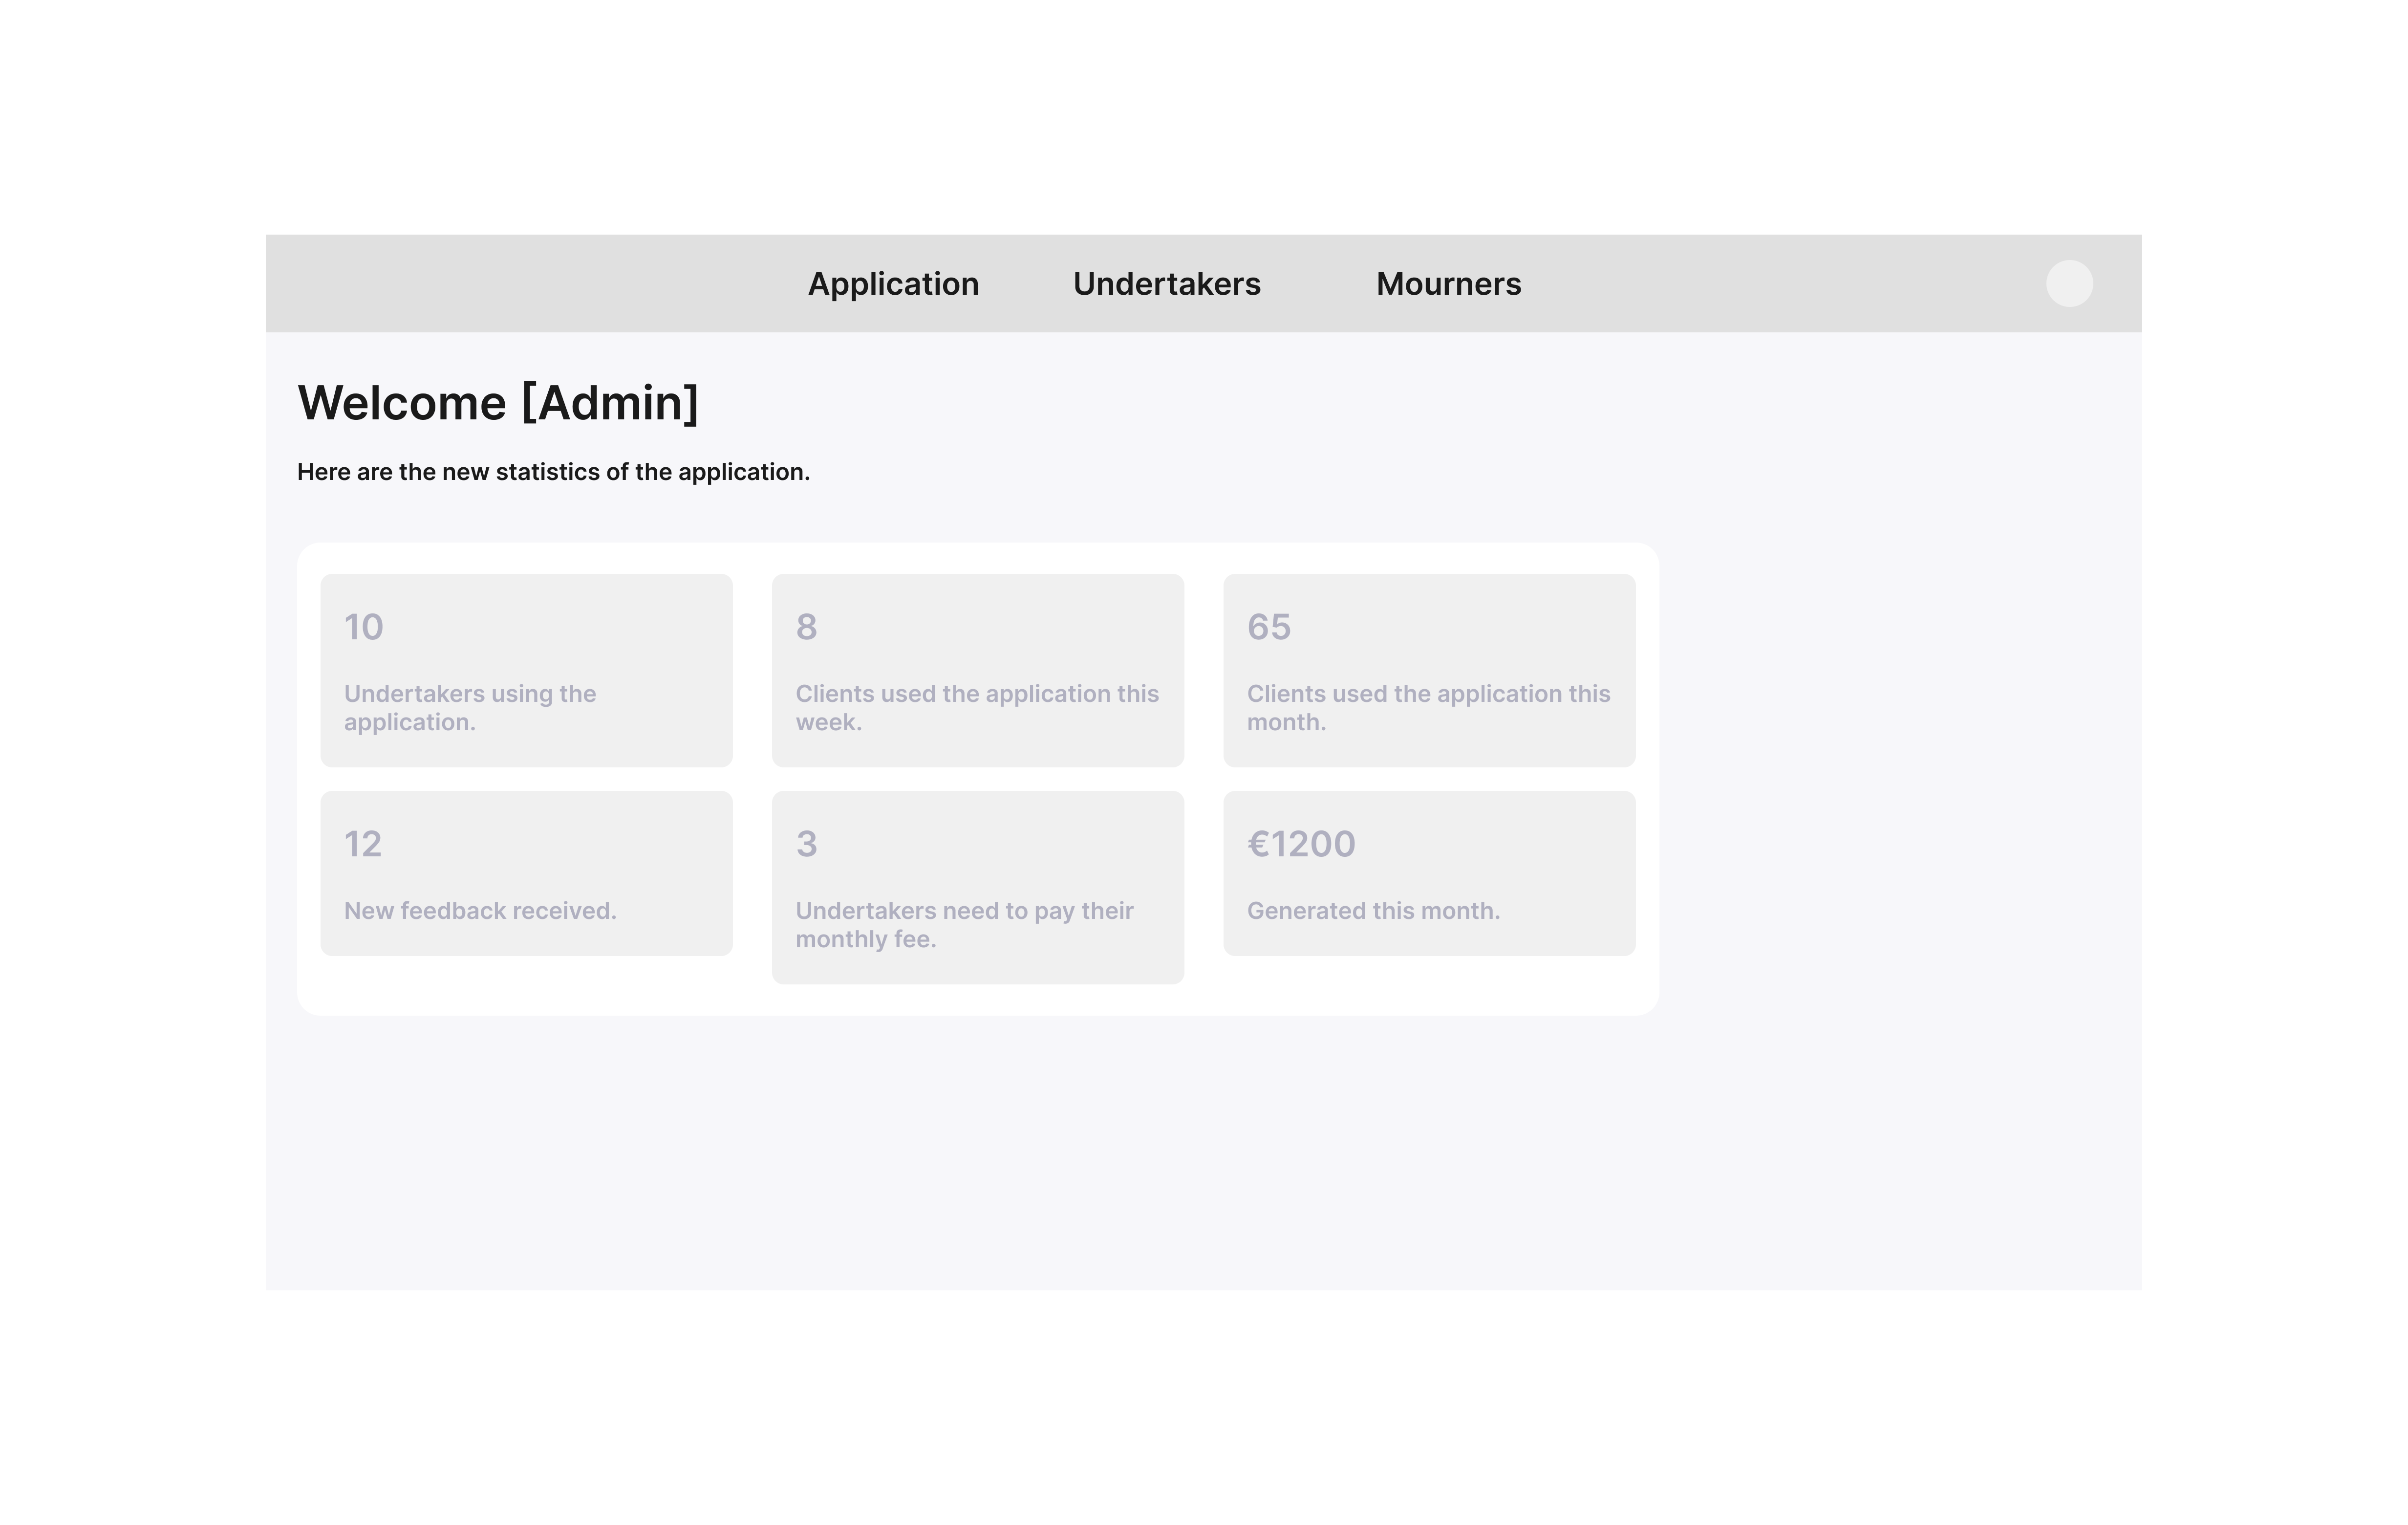 Application Undertakers Mourners
Welcome [Admin]
Here are the new statistics of the application.
10
Undertakers using the
application.
8
Clients used the application this
week.
65
Clients used the application this
month.
12
New feedback received.
3
Undertakers need to pay their
monthly fee.
€1200
Generated this month.